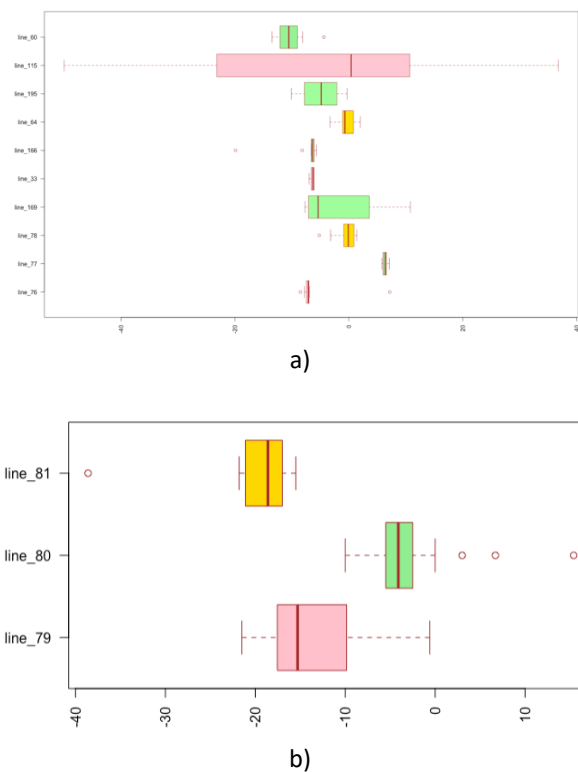 line_60
line_115
line_195
line_64
line_166
line_33
line_169
line_78
line_77
line_76
-40
-20
0
20
40
a)
line_81
line_80
line_79
-40
-30
-20
-10
0
10
b)